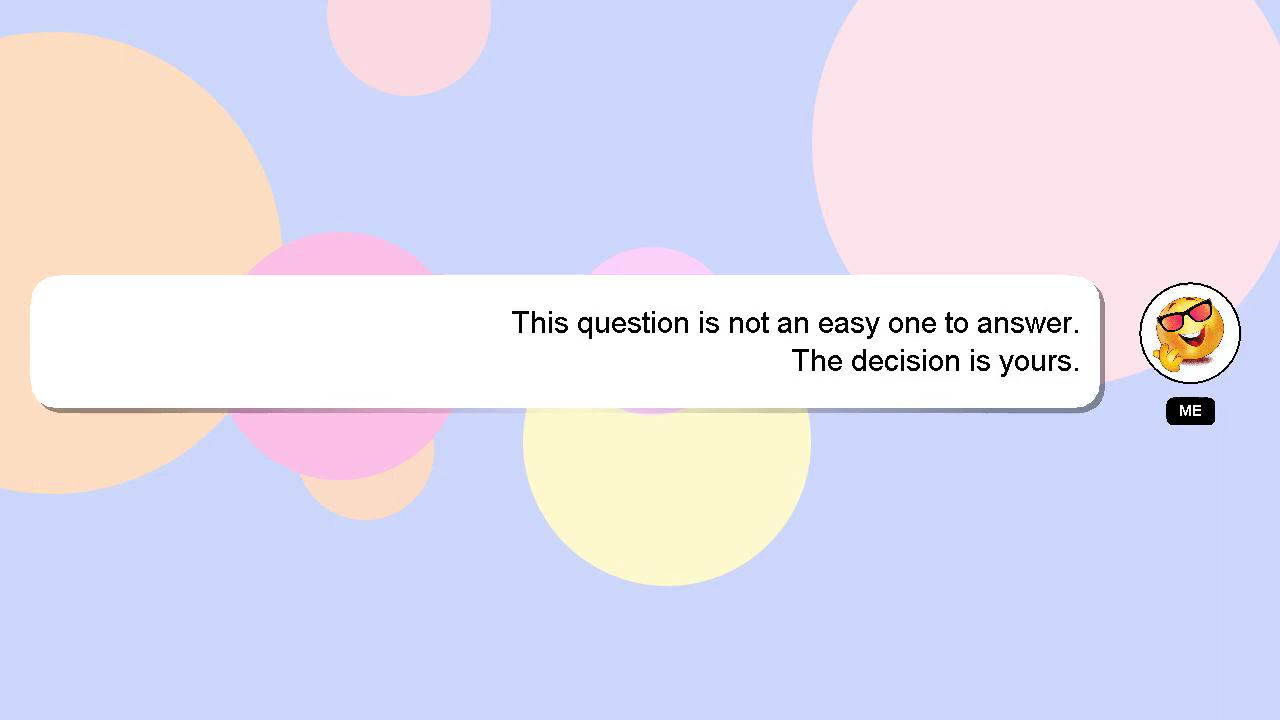 This question is not an easy one to answer.
The decision is yours.
ME